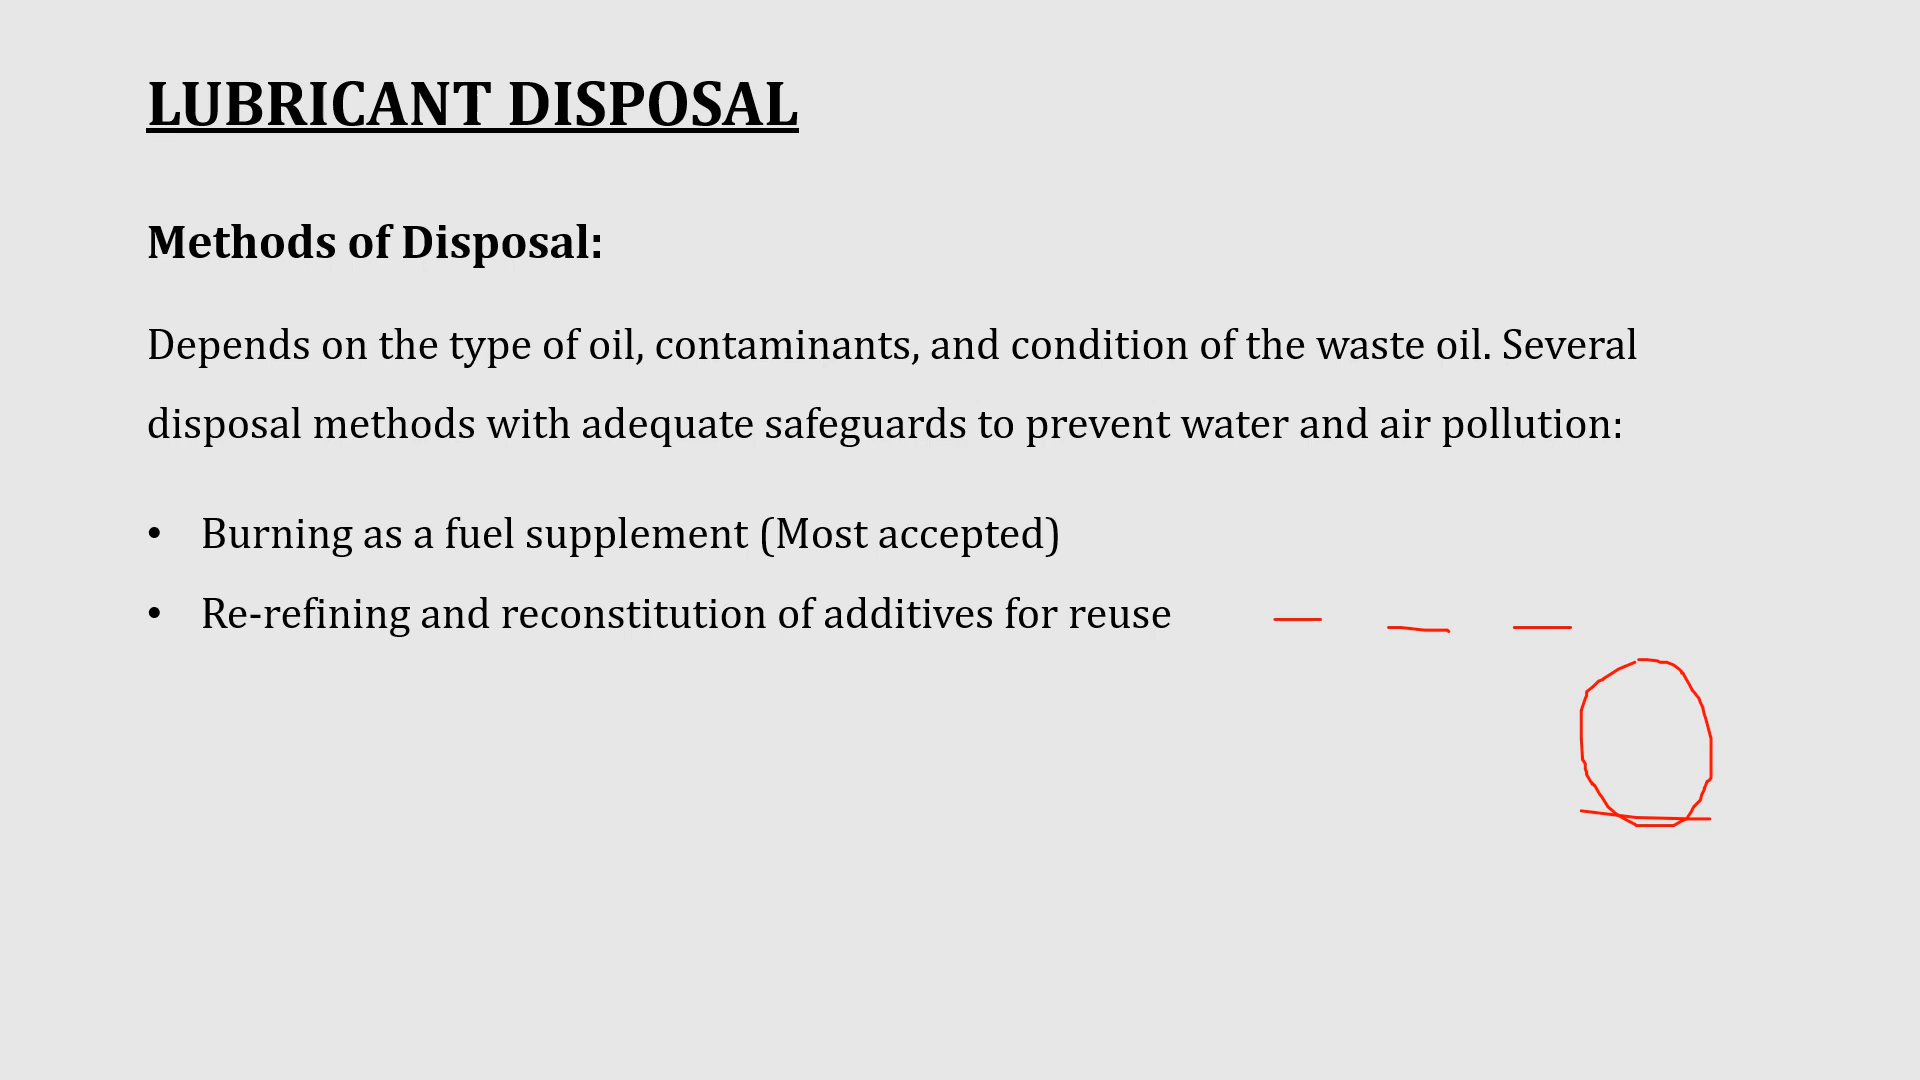 LUBRICANT DISPOSAL
Methods of Disposal:
Depends on the type of oil, contaminants, and condition of the waste oil. Several
disposal methods with adequate safeguards to prevent water and air pollution:
• Burning as a fuel supplement (Most accepted)
• Re-refining and reconstitution of additives for reuse